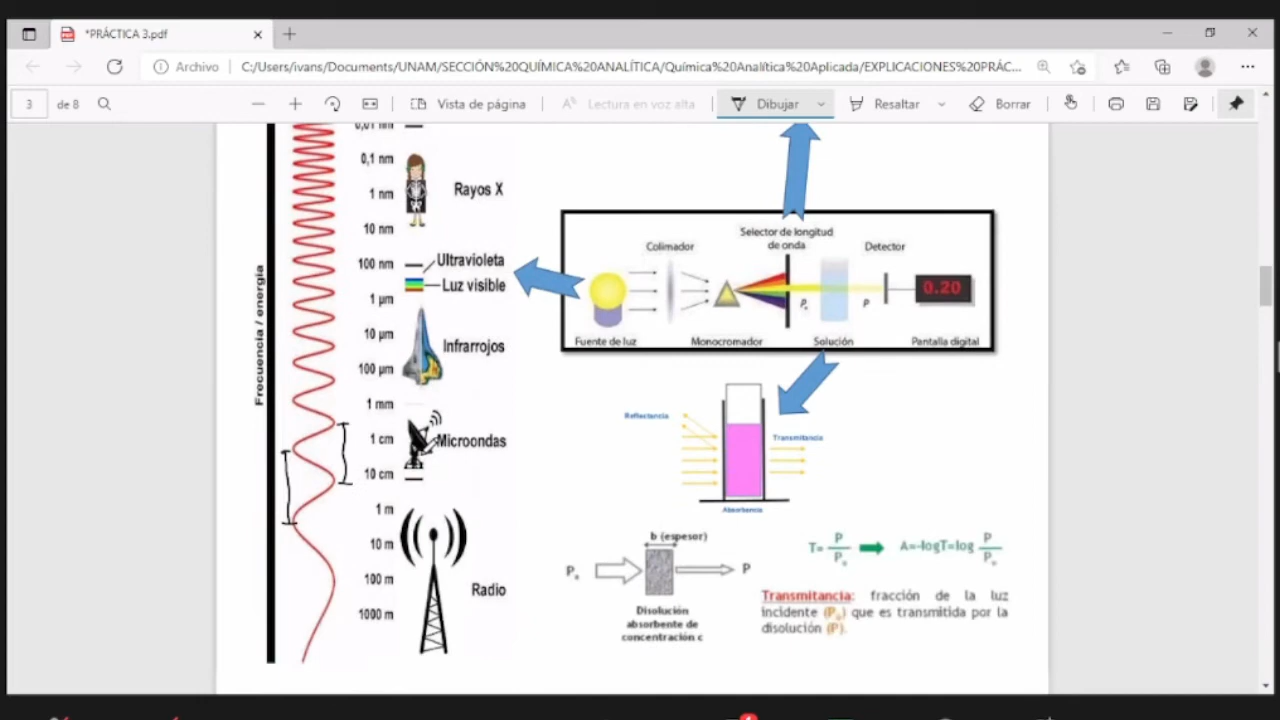 *PRÁCTICA 3.pdf
Archivo
C:/Users/ivans/Documents/UNAM/SECCIÓN%20QUÍMICA%20ANALÍTICA/Química%20Analítica%20Aplicada/EXPLICACIONES%20PRÁC...
3
de 8
Vista de página
Lectura en voz alta
Dibujar
Resaltar
Borrar
Frecuencia / energía
0,01 nm
0,1 nm
1 nm
10 nm
100 nm
1 µm
10 µm
100 µm
1 mm
1 cm
10 cm
1 m
10 m
100 m
1000 m
Rayos X
Ultravioleta
Luz visible
Infrarrojos
Microondas
Radio
Colimador
Selector de longitud
de onda
Detector
P₀
P
0.20
Fuente de luz
Monocromador
Solución
Pantalla digital
Reflectancia
Transmitancia
Absorbancia
b (espesor)
P₀
P
Disolución
absorbente de
concentración c
T= P/P₀
A=-logT=log P/P₀
Transmitancia: fracción de la luz
incidente (P₀) que es transmitida por la
disolución (P).